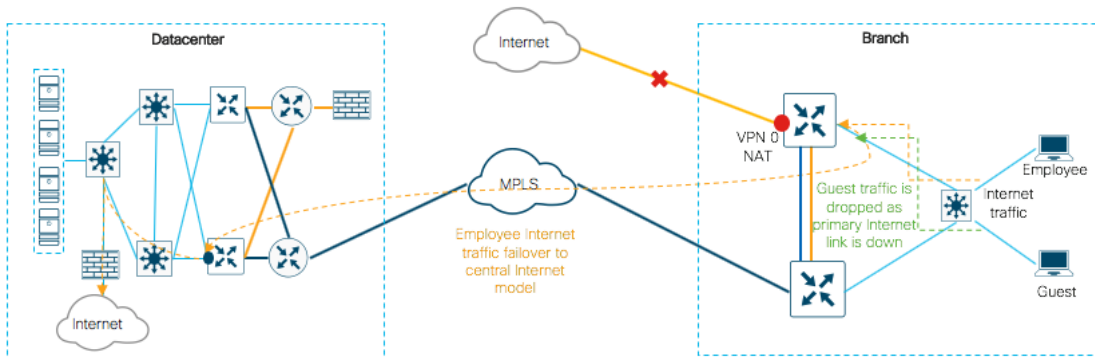 Datacenter
Internet
Branch
VPN 0
NAT
Employee
MPLS
Guest traffic is
dropped as
primary Internet
link is down
Internet
traffic
Employee Internet
traffic failover to
central Internet
model
Guest
Internet